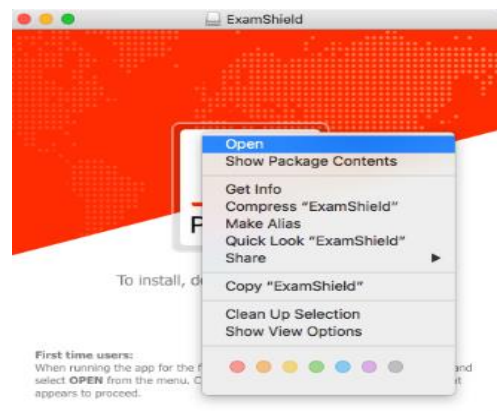 ExamShield
Open
Show Package Contents
Get Info
Compress “ExamShield”
Make Alias
Quick Look “ExamShield”
Share
Copy “ExamShield”
Clean Up Selection
Show View Options
P
To install,
First time users:
When running the app for the
and
select OPEN from the menu.
appears to proceed.